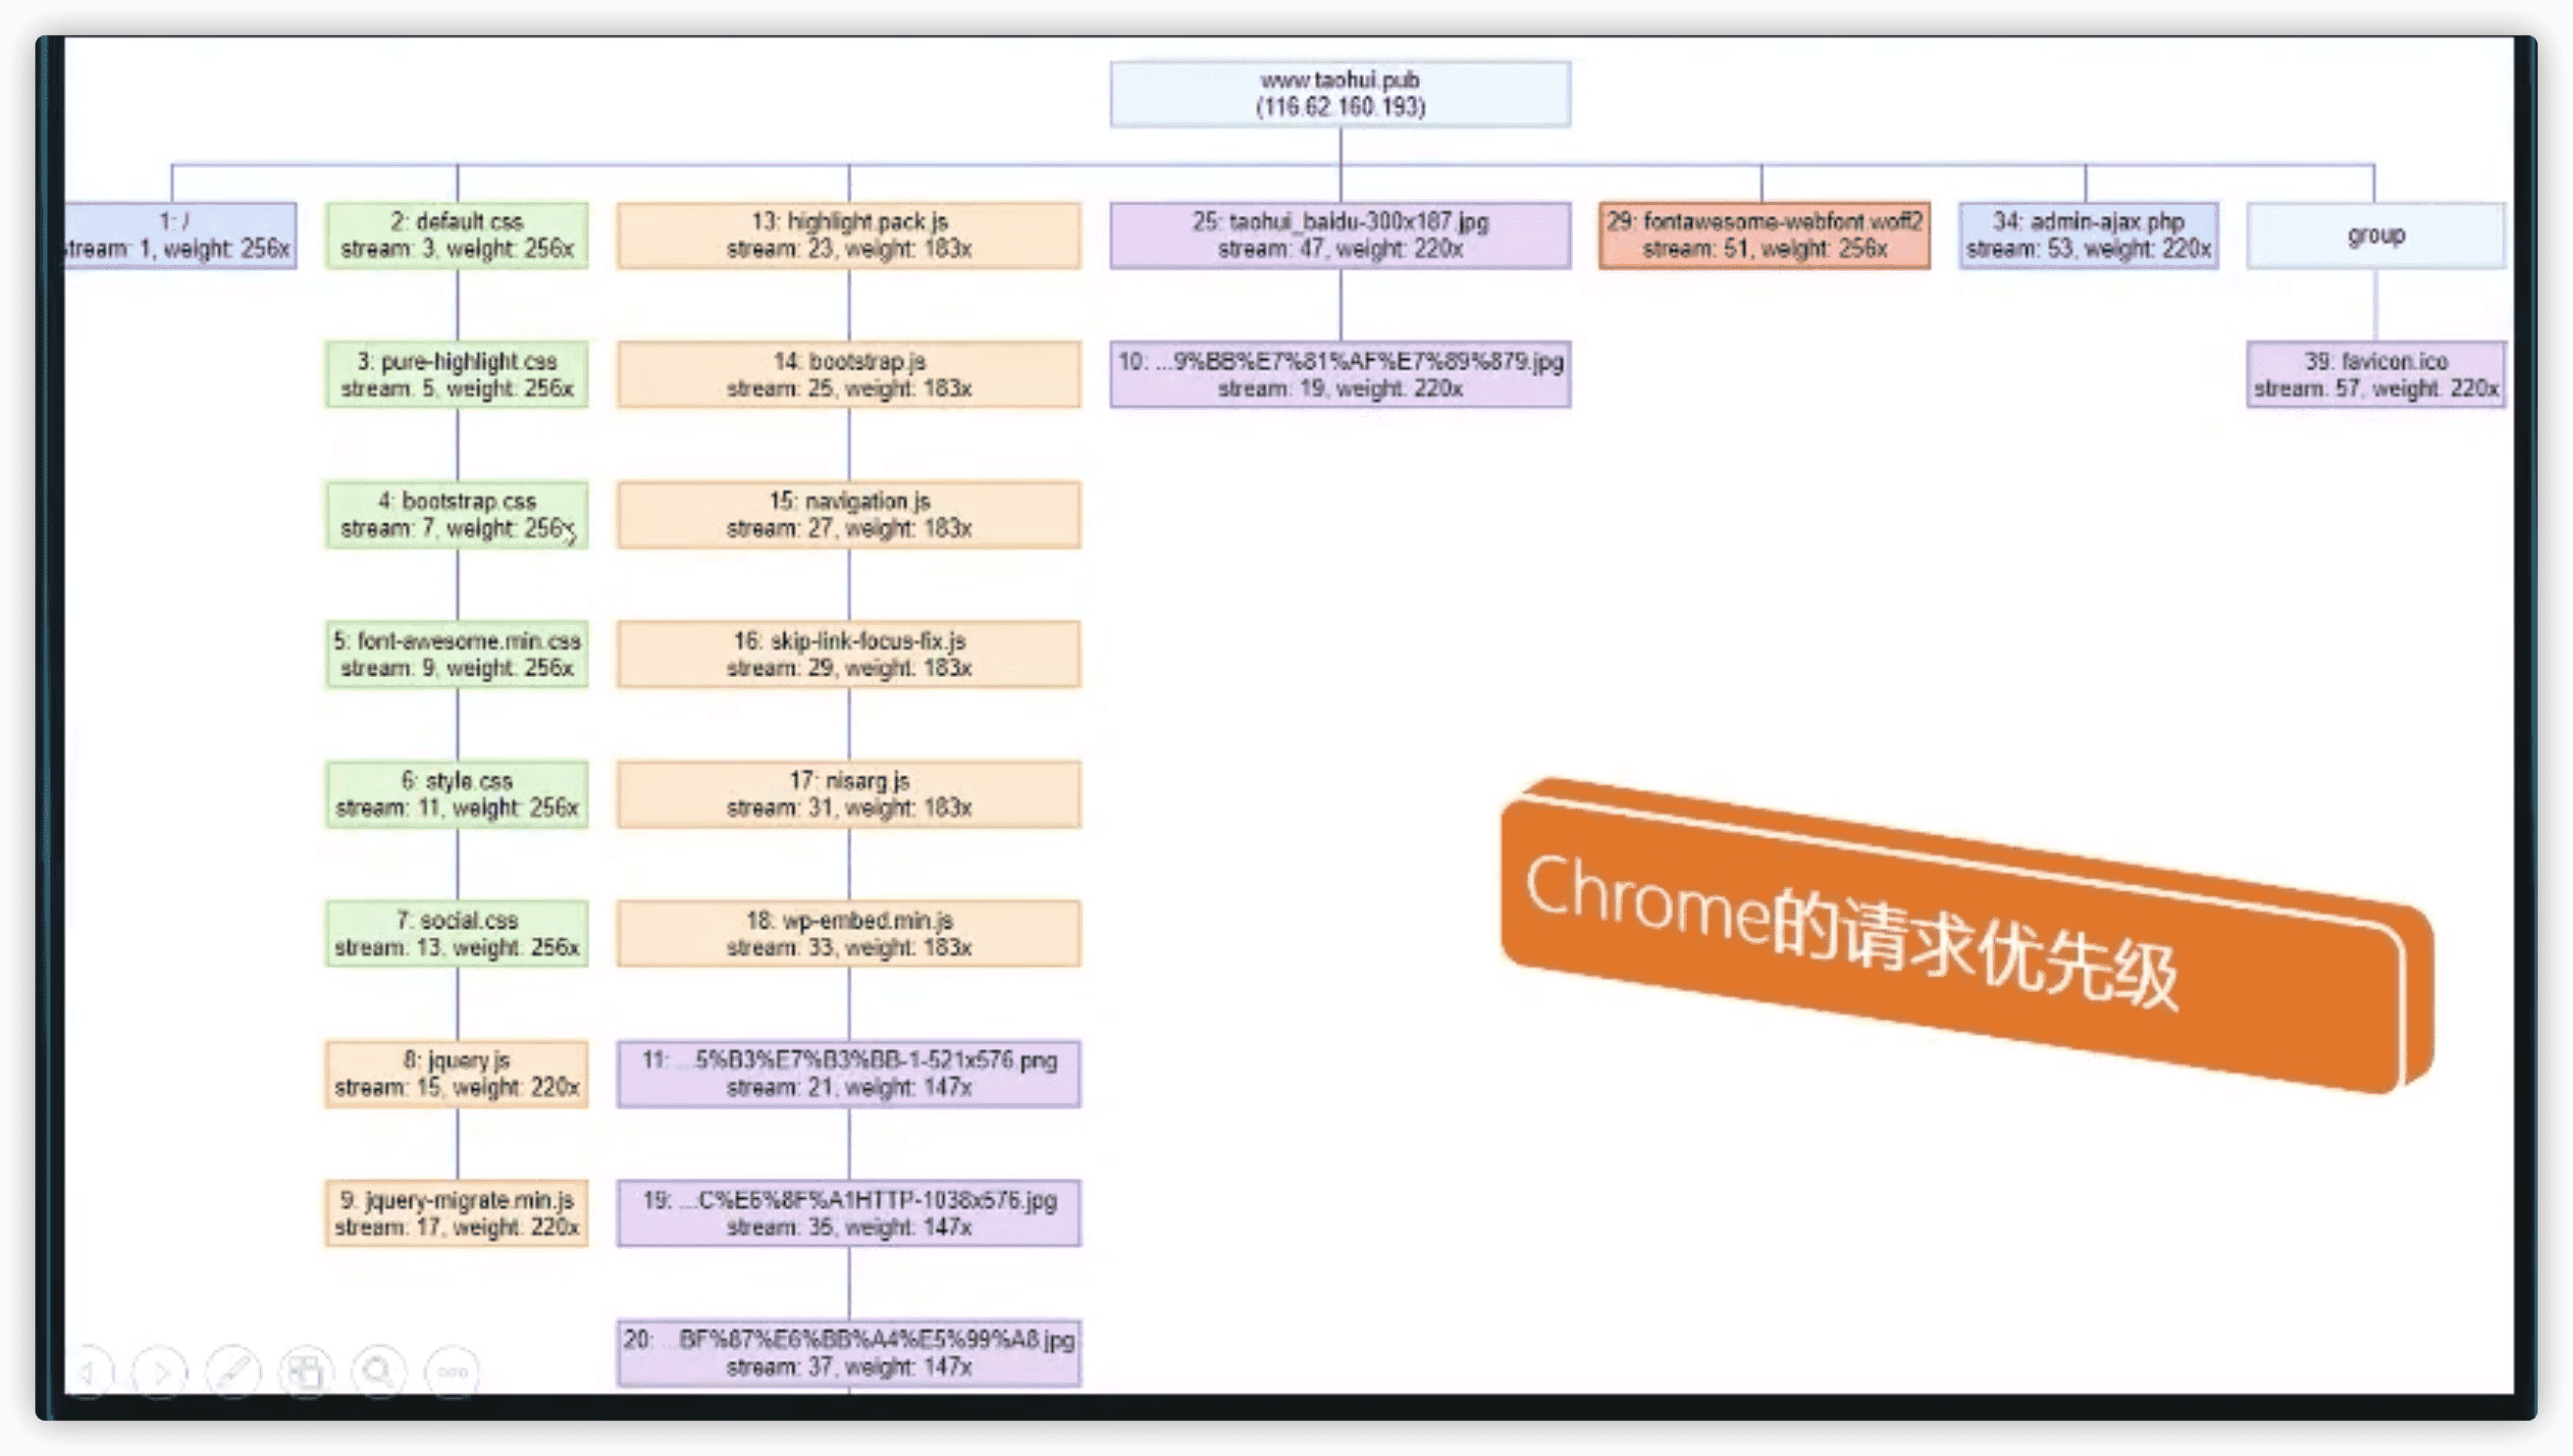 www.taohui.pub
(116.62.160.193)
1: /
stream: 1, weight: 256x
2: default.css
stream: 3, weight: 256x
13: highlight.pack.js
stream: 23, weight: 183x
25: taohui_baidu-300x187.jpg
stream: 47, weight: 220x
29: fontawesome-webfont.woff2
stream: 51, weight: 256x
34: admin-ajax.php
stream: 53, weight: 220x
group
3: pure-highlight.css
stream: 5, weight: 256x
14: bootstrap.js
stream: 25, weight: 183x
10: ...9%BB%E7%81%AF%E7%89%879.jpg
stream: 19, weight: 220x
39: favicon.ico
stream: 57, weight: 220x
4: bootstrap.css
stream: 7, weight: 256x
15: navigation.js
stream: 27, weight: 183x
5: font-awesome.min.css
stream: 9, weight: 256x
16: skip-link-focus-fix.js
stream: 29, weight: 183x
6: style.css
stream: 11, weight: 256x
17: nisarg.js
stream: 31, weight: 183x
7: social.css
stream: 13, weight: 256x
18: wp-embed.min.js
stream: 33, weight: 183x
Chrome的请求优先级
8: jquery.js
stream: 15, weight: 220x
11: ...5%B3%E7%B3%BB-1-521x576.png
stream: 21, weight: 147x
9: jquery-migrate.min.js
stream: 17, weight: 220x
19: ...C%E6%8F%A1HTTP-1038x576.jpg
stream: 35, weight: 147x
20: ...BF%87%E6%BB%A4%E5%99%A8.jpg
stream: 37, weight: 147x